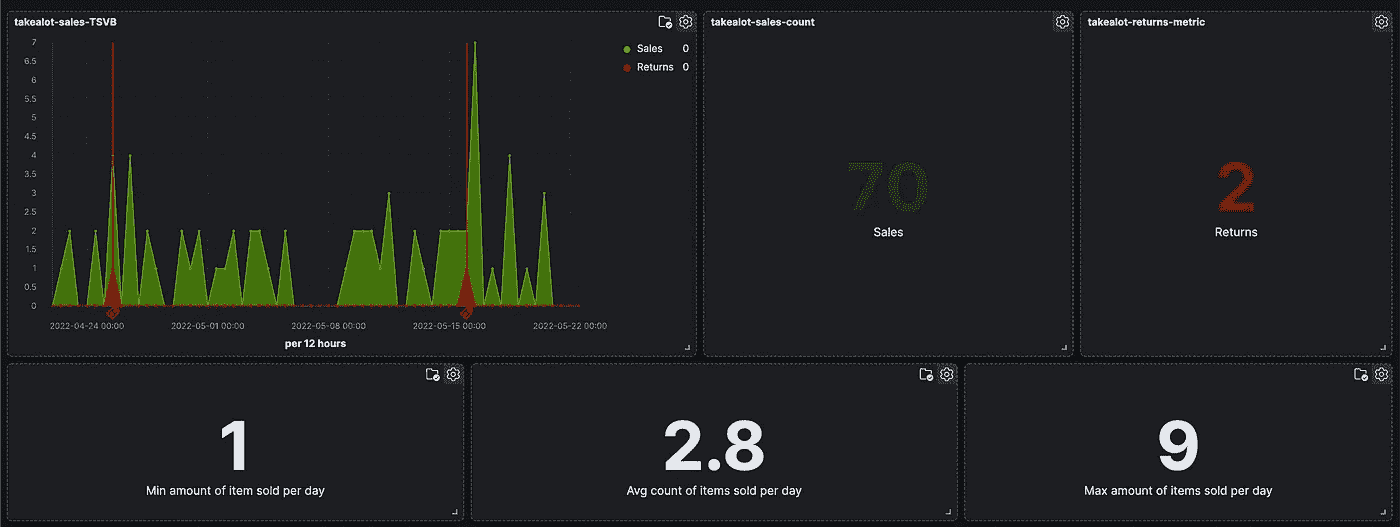 takealot-sales-TSVB
7
6.5
6
5.5
5
4.5
4
3.5
3
2.5
2
1.5
1
0.5
0
2022-04-24 00:00 2022-05-01 00:00 2022-05-08 00:00 2022-05-15 00:00 2022-05-22 00:00
per 12 hours
Sales 0
Returns 0
takealot-sales-count
70
Sales
takealot-returns-metric
2
Returns
1
Min amount of item sold per day
2.8
Avg count of items sold per day
9
Max amount of items sold per day